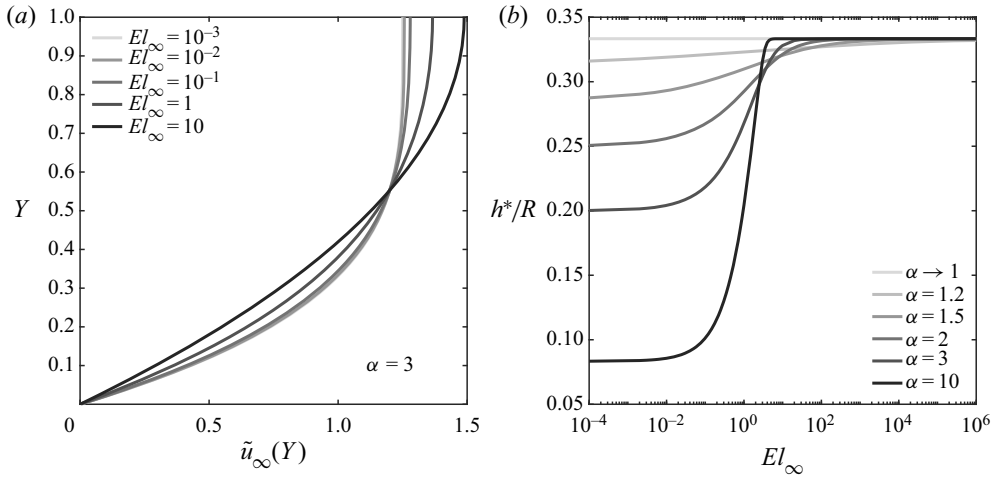 (a)
1.0
0.9
0.8
0.7
0.6
0.5
0.4
0.3
0.2
0.1
0
0.5
1.0
1.5
Y
ũ∞(Y)
El∞ = 10⁻³
El∞ = 10⁻²
El∞ = 10⁻¹
El∞ = 1
El∞ = 10
α = 3
(b)
0.35
0.30
0.25
0.20
0.15
0.10
0.05
h*/R
10⁻⁴
10⁻²
10⁰
10²
10⁴
10⁶
El∞
α → 1
α = 1.2
α = 1.5
α = 2
α = 3
α = 10